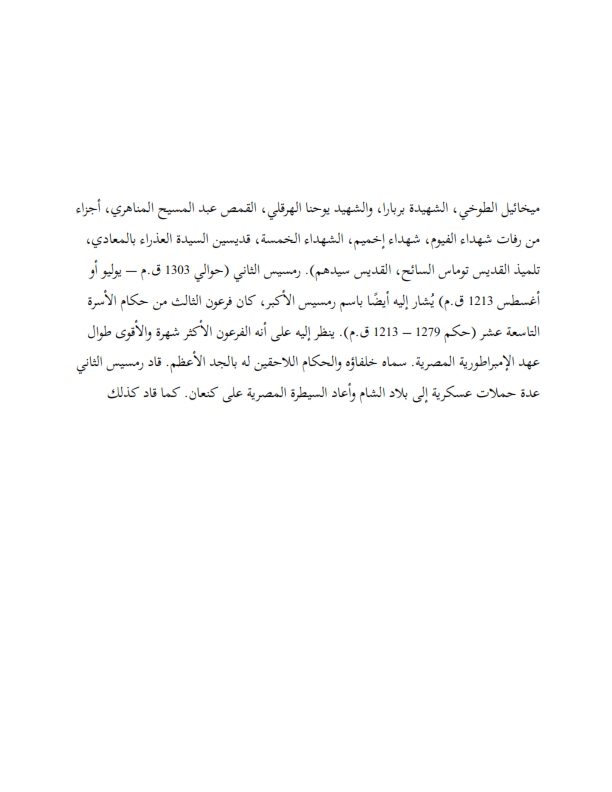 ميخائيل الطوخي، الشهيدة بربارا، والشهيد يوحنا الهرقلي، القمص عبد المسيح المناهري، أجزاء
من رفات شهداء الفيوم، شهداء إخميم، الشهداء الخمسة، قديسين السيدة العذراء بالمعادي،
تلميذ القديس توماس السائح، القديس سيدهم). رمسيس الثاني (حوالي 1303 ق.م — يوليو أو
أغسطس 1213 ق.م) يُشار إليه أيضًا باسم رمسيس الأكبر، كان فرعون الثالث من حكام الأسرة
التاسعة عشر (حكم 1279 – 1213 ق.م). ينظر إليه على أنه الفرعون الأكثر شهرة والأقوى طوال
عهد الإمبراطورية المصرية. سماه خلفاؤه والحكام اللاحقين له بالجد الأعظم. قاد رمسيس الثاني
عدة حملات عسكرية إلى بلاد الشام وأعاد السيطرة المصرية على كنعان. كما قاد كذلك